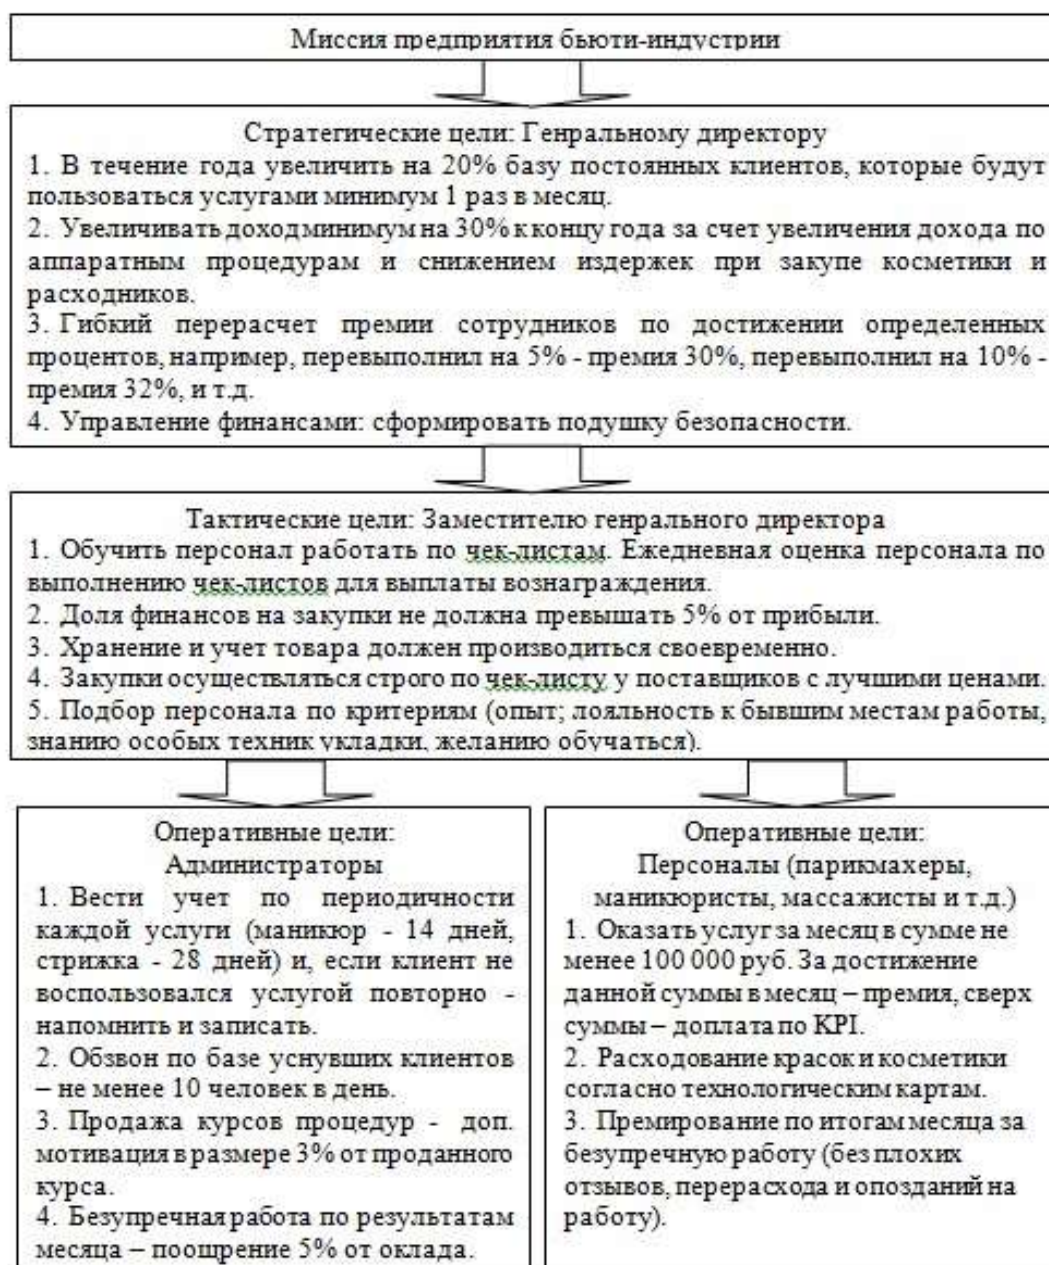 Миссия предприятия бьюти-индустрии
Стратегические цели: Генральному директору
1. В течение года увеличить на 20% базу постоянных клиентов, которые будут
пользоваться услугами минимум 1 раз в месяц.
2. Увеличивать доход минимум на 30% к концу года за счет увеличения дохода по
аппаратным процедурам и снижением издержек при закупе косметики и
расходников.
3. Гибкий перерасчет премии сотрудников по достижении определенных
процентов, например, перевыполнил на 5% - премия 30%, перевыполнил на 10% -
премия 32%, и т.д.
4. Управление финансами: сформировать подушку безопасности.
Тактические цели: Заместителю генрального директора
1. Обучить персонал работать по чек-листам. Ежедневная оценка персонала по
выполнению чек-листов для выплаты вознаграждения.
2. Доля финансов на закупки не должна превышать 5% от прибыли.
3. Хранение и учет товара должен производиться своевременно.
4. Закупки осуществляться строго по чек-листу у поставщиков с лучшими ценами.
5. Подбор персонала по критериям (опыт; лояльность к бывшим местам работы,
знанию особых техник укладки, желанию обучаться).
Оперативные цели:
Администраторы
1. Вести учет по периодичности
каждой услуги (маникюр - 14 дней,
стрижка - 28 дней) и, если клиент не
воспользовался услугой повторно -
напомнить и записать.
2. Обзвон по базе уснувших клиентов
– не менее 10 человек в день.
3. Продажа курсов процедур - доп.
мотивация в размере 3% от проданного
курса.
4. Безупречная работа по результатам
месяца – поощрение 5% от оклада.
Оперативные цели:
Персоналы (парикмахеры,
маникюристы, массажисты и т.д.)
1. Оказать услуг за месяц в сумме не
менее 100 000 руб. За достижение
данной суммы в месяц – премия, сверх
суммы – доплата по KPI.
2. Расходование красок и косметики
согласно технологическим картам.
3. Премирование по итогам месяца за
безупречную работу (без плохих
отзывов, перерасхода и опозданий на
работу).